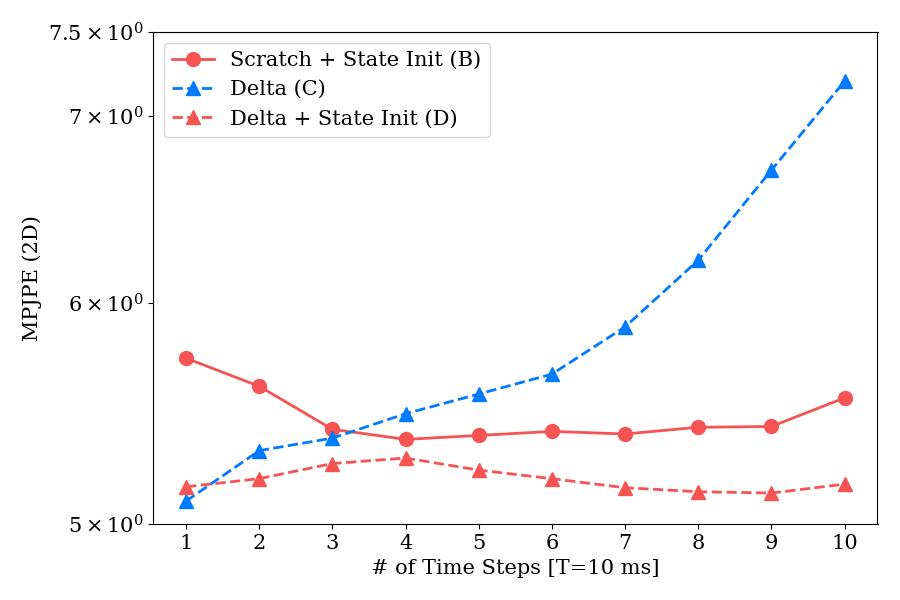 7.5 × 10⁰
7 × 10⁰
6 × 10⁰
5 × 10⁰
MPJPE (2D)
Scratch + State Init (B)
Delta (C)
Delta + State Init (D)
1 2 3 4 5 6 7 8 9 10
# of Time Steps [T=10 ms]